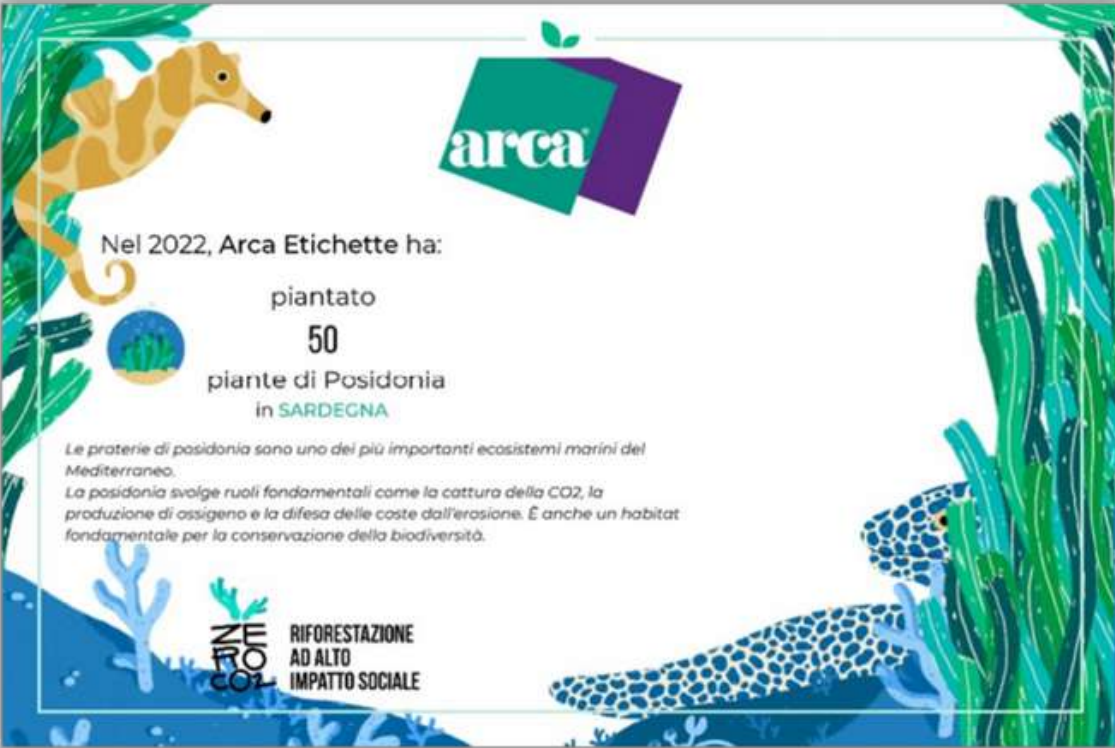 arca
Nel 2022, Arca Etichette ha:
piantato
50
piante di Posidonia
in SARDEGNA
Le praterie di posidonia sono uno dei più importanti ecosistemi marini del
Mediterraneo.
La posidonia svolge ruoli fondamentali come la cattura della CO2, la
produzione di ossigeno e la difesa delle coste dall'erosione. È anche un habitat
fondamentale per la conservazione della biodiversità.
ZE
RO
CO2
RIFORESTAZIONE
AD ALTO
IMPATTO SOCIALE